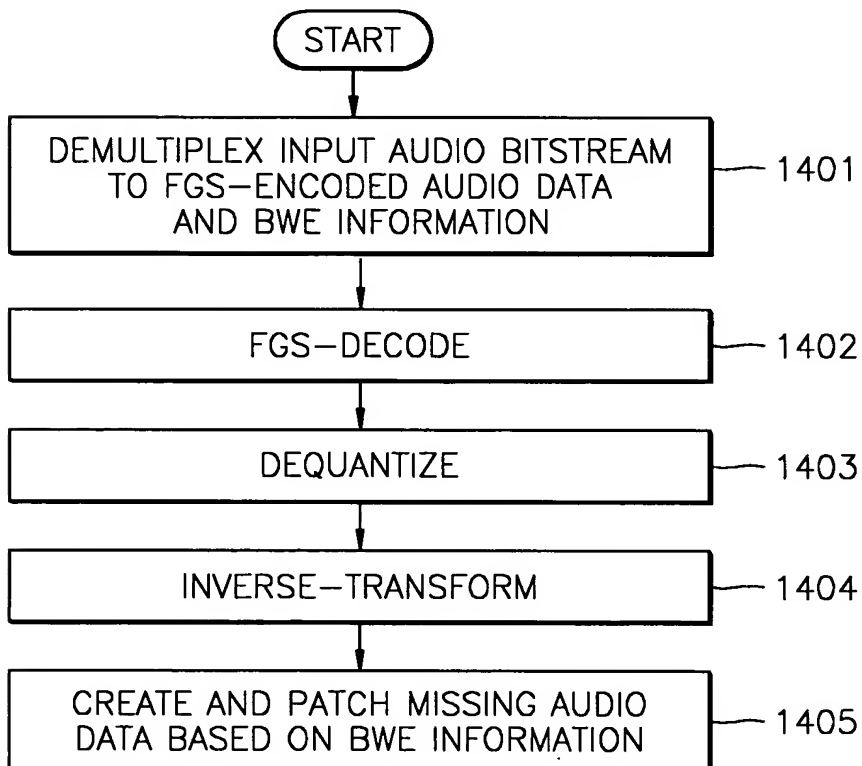 START
DEMULTIPLEX INPUT AUDIO BITSTREAM
TO FGS-ENCODED AUDIO DATA
AND BWE INFORMATION
1401
FGS-DECODE
1402
DEQUANTIZE
1403
INVERSE-TRANSFORM
1404
CREATE AND PATCH MISSING AUDIO
DATA BASED ON BWE INFORMATION
1405